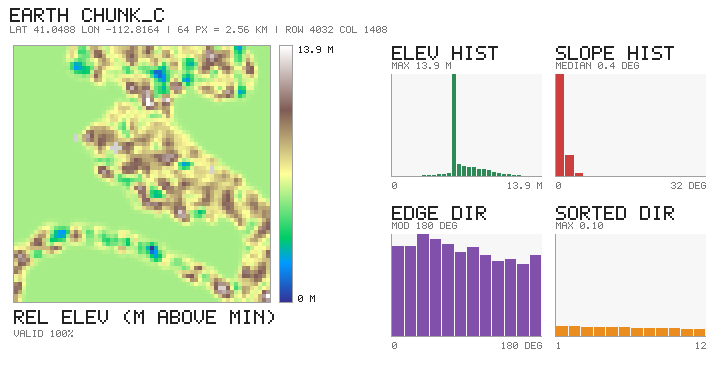 EARTH CHUNK_C
LAT 41.0488 LON -112.8164 | 64 PX = 2.56 KM | ROW 4032 COL 1408
13.9 M
0 M
REL ELEV (M ABOVE MIN)
VALID 100%
ELEV HIST
MAX 13.9 M
0 13.9 M
SLOPE HIST
MEDIAN 0.4 DEG
0 32 DEG
EDGE DIR
MOD 180 DEG
0 180 DEG
SORTED DIR
MAX 0.10
1 12